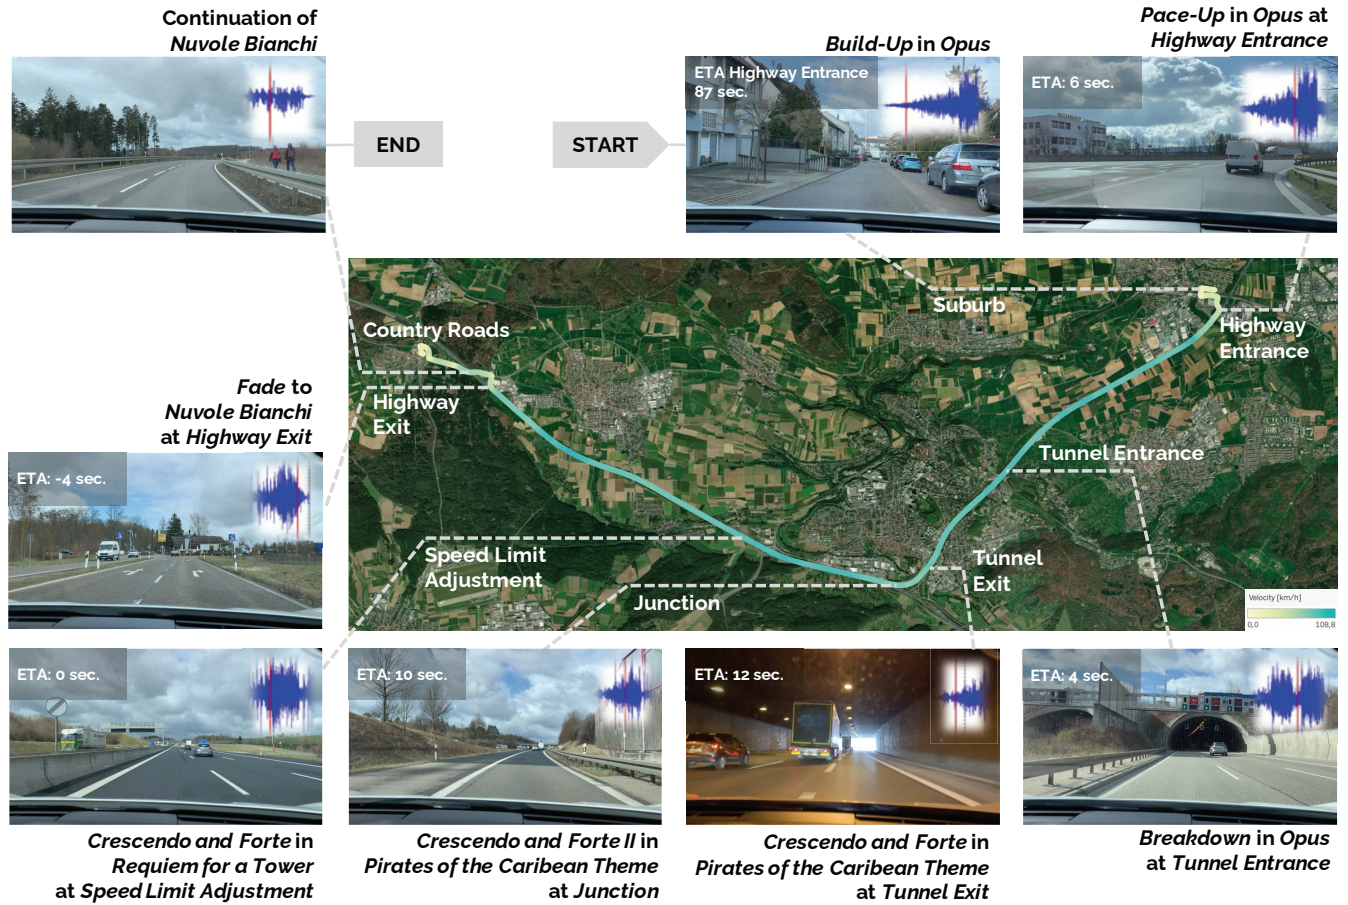 Continuation of
Nuvole Bianchi
END
START
Build-Up in Opus
ETA Highway Entrance
87 sec.
Pace-Up in Opus at
Highway Entrance
ETA: 6 sec.
Suburb
Highway
Entrance
Country Roads
Highway
Exit
Tunnel Entrance
Speed Limit
Adjustment
Tunnel
Exit
Junction
Velocity [km/h]
0,0
108,8
Fade to
Nuvole Bianchi
at Highway Exit
ETA: -4 sec.
ETA: 0 sec.
Crescendo and Forte in
Requiem for a Tower
at Speed Limit Adjustment
ETA: 10 sec.
Crescendo and Forte II in
Pirates of the Caribean Theme
at Junction
ETA: 12 sec.
Crescendo and Forte in
Pirates of the Caribean Theme
at Tunnel Exit
ETA: 4 sec.
Breakdown in Opus
at Tunnel Entrance